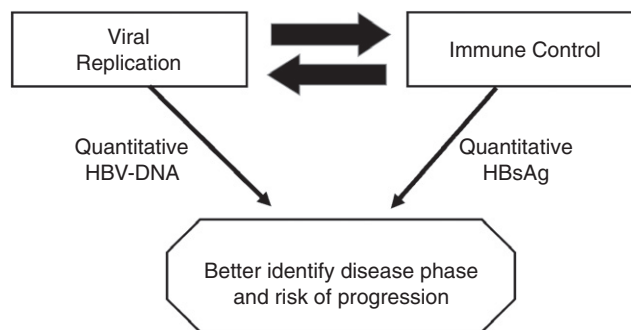 Viral
Replication
Immune Control
Quantitative
HBV-DNA
Quantitative
HBsAg
Better identify disease phase
and risk of progression